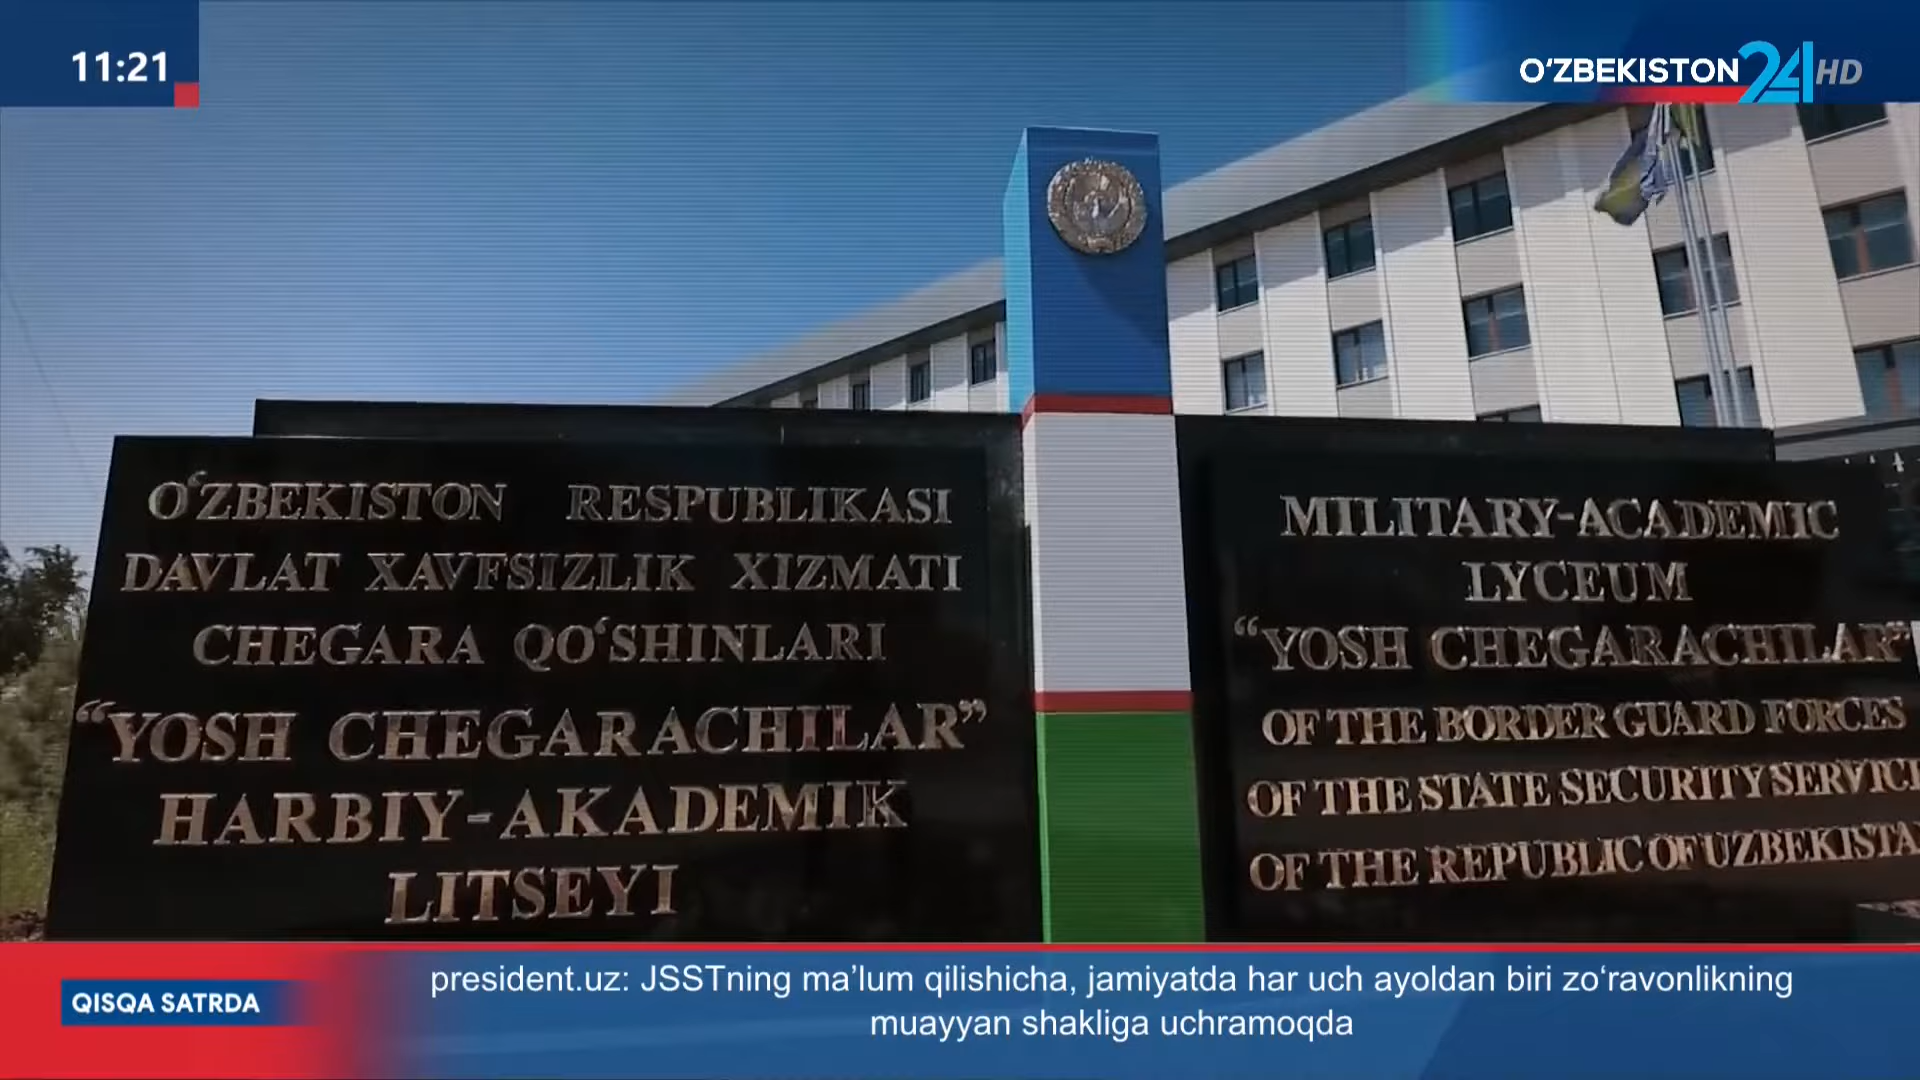 11:21
O‘ZBEKISTON 24 HD
O‘ZBEKISTON RESPUBLIKASI
DAVLAT XAVFSIZLIK XIZMATI
CHEGARA QO‘SHINLARI
“YOSH CHEGARACHILAR”
HARBIY-AKADEMIK
LITSEYI
MILITARY-ACADEMIC
LYCEUM
“YOSH CHEGARACHILAR”
OF THE BORDER GUARD FORCES
OF THE STATE SECURITY SERVIC
OF THE REPUBLIC OF UZBEKISTA
QISQA SATRDA
president.uz: JSSTning ma’lum qilishicha, jamiyatda har uch ayoldan biri zo‘ravonlikning
muayyan shakliga uchramoqda